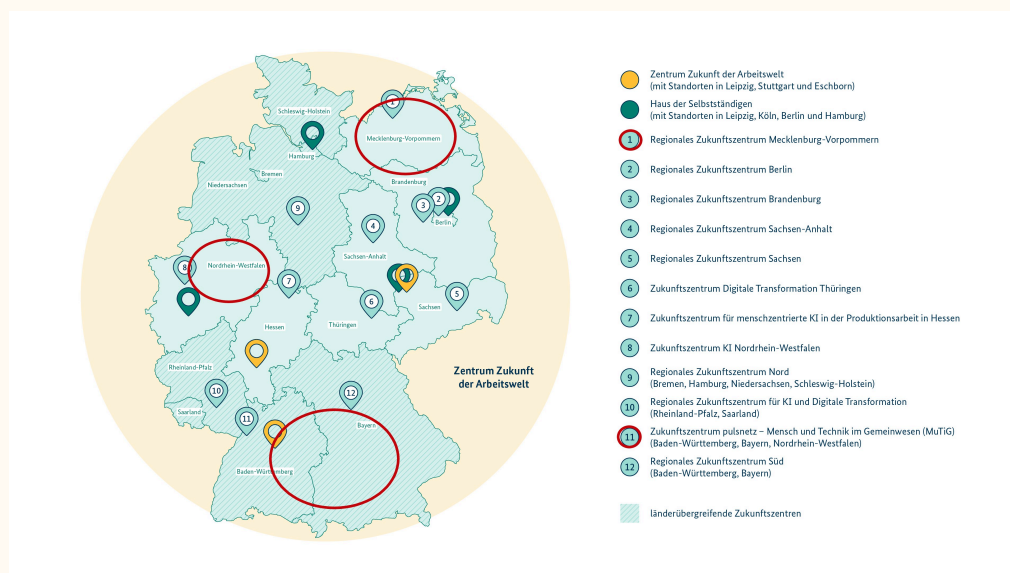 Schleswig-Holstein
1
Mecklenburg-Vorpommern
Hamburg
Bremen
Niedersachsen
Brandenburg
2
3
Berlin
9
4
Sachsen-Anhalt
8
Nordrhein-Westfalen
7
6
5
Sachsen
Hessen
Thüringen
Rheinland-Pfalz
10
12
Saarland
11
Bayern
Baden-Württemberg
Zentrum Zukunft
der Arbeitswelt
Zentrum Zukunft der Arbeitswelt
(mit Standorten in Leipzig, Stuttgart und Eschborn)
Haus der Selbstständigen
(mit Standorten in Leipzig, Köln, Berlin und Hamburg)
1 Regionales Zukunftszentrum Mecklenburg-Vorpommern
2 Regionales Zukunftszentrum Berlin
3 Regionales Zukunftszentrum Brandenburg
4 Regionales Zukunftszentrum Sachsen-Anhalt
5 Regionales Zukunftszentrum Sachsen
6 Zukunftszentrum Digitale Transformation Thüringen
7 Zukunftszentrum für menschzentrierte KI in der Produktionsarbeit in Hessen
8 Zukunftszentrum KI Nordrhein-Westfalen
9 Regionales Zukunftszentrum Nord
(Bremen, Hamburg, Niedersachsen, Schleswig-Holstein)
10 Regionales Zukunftszentrum für KI und Digitale Transformation
(Rheinland-Pfalz, Saarland)
11 Zukunftszentrum pulsnetz – Mensch und Technik im Gemeinwesen (MuTiG)
(Baden-Württemberg, Bayern, Nordrhein-Westfalen)
12 Regionales Zukunftszentrum Süd
(Baden-Württemberg, Bayern)
länderübergreifende Zukunftszentren